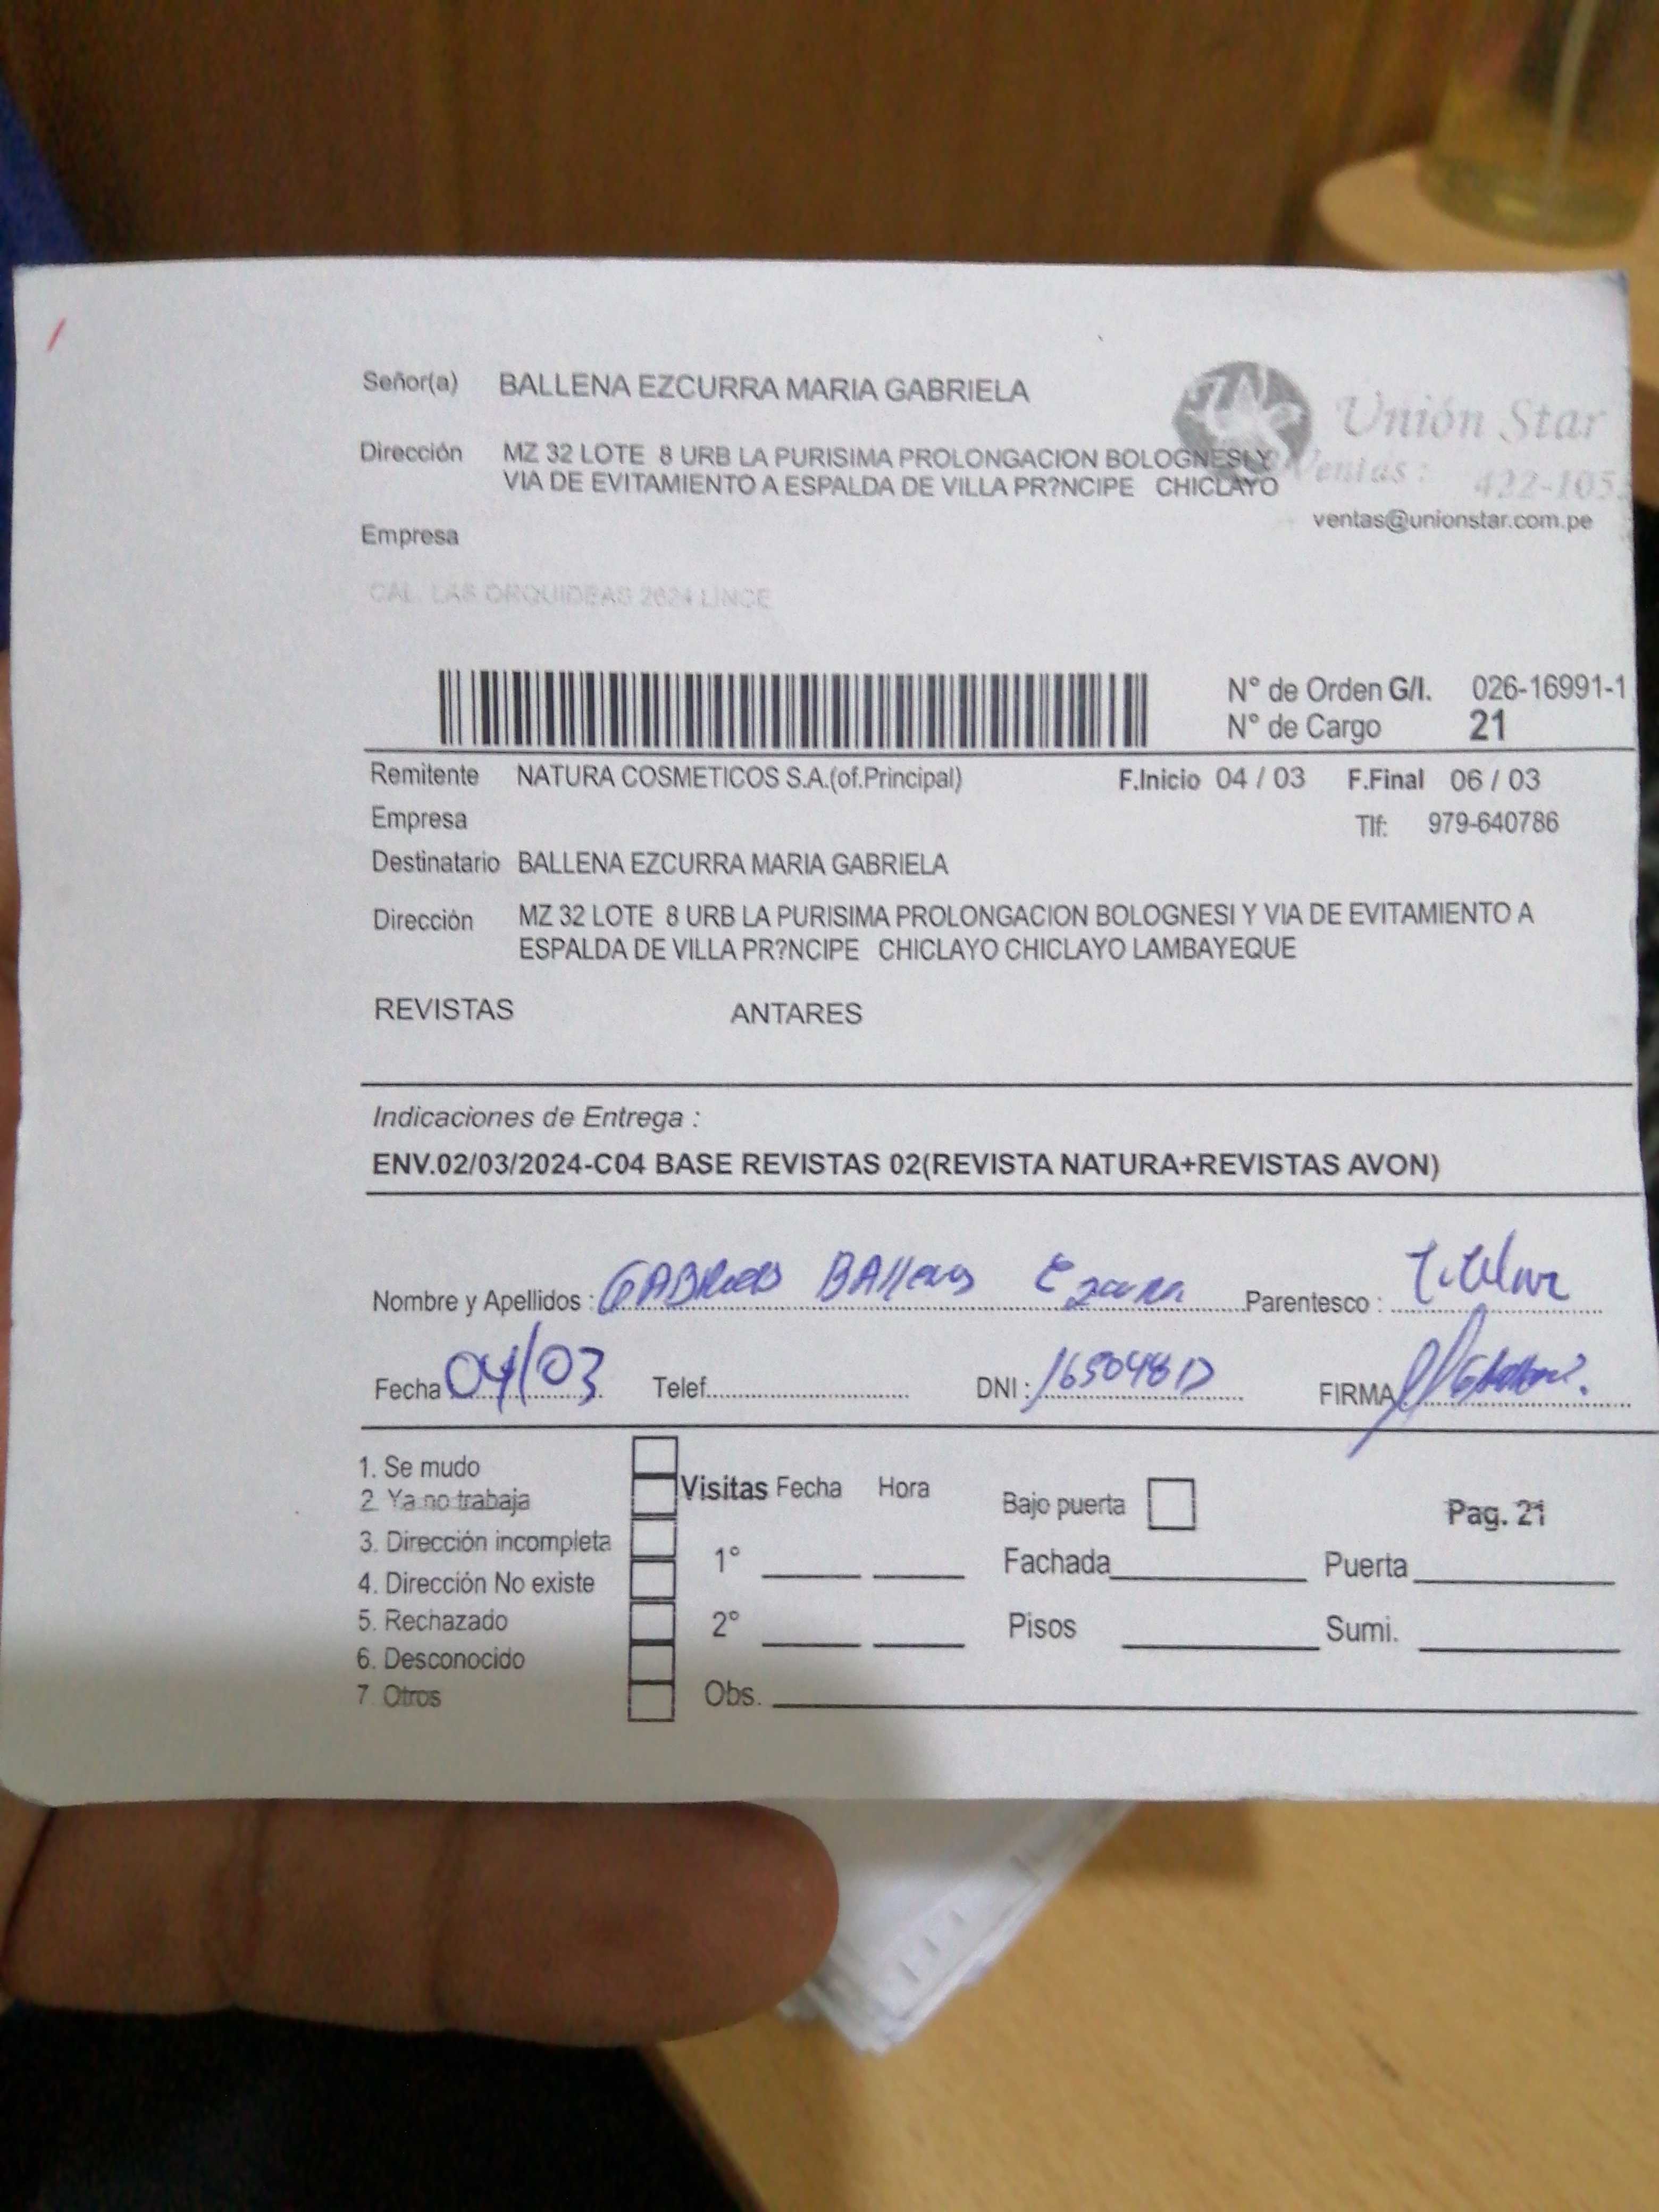 Señor(a) BALLENA EZCURRA MARIA GABRIELA
Unión Star
Dirección MZ 32 LOTE 8 URB LA PURISIMA PROLONGACION BOLOGNESI Y
Ventas: 422-105
VIA DE EVITAMIENTO A ESPALDA DE VILLA PR?NCIPE CHICLAYO
ventas@unionstar.com.pe
Empresa
CAL. LAS ORQUIDEAS 2624 LINCE
N° de Orden G/I. 026-16991-1
N° de Cargo 21
Remitente NATURA COSMETICOS S.A.(of.Principal) F.Inicio 04 / 03 F.Final 06 / 03
Empresa Tlf: 979-640786
Destinatario BALLENA EZCURRA MARIA GABRIELA
Dirección MZ 32 LOTE 8 URB LA PURISIMA PROLONGACION BOLOGNESI Y VIA DE EVITAMIENTO A
ESPALDA DE VILLA PR?NCIPE CHICLAYO CHICLAYO LAMBAYEQUE
REVISTAS ANTARES
Indicaciones de Entrega :
ENV.02/03/2024-C04 BASE REVISTAS 02(REVISTA NATURA+REVISTAS AVON)
Nombre y Apellidos : Parentesco : Titular
Fecha 04/03 Telef. DNI : FIRMA
1. Se mudo
2. Ya no trabaja Visitas Fecha Hora Bajo puerta Pag. 21
3. Dirección incompleta
1° Fachada Puerta
4. Dirección No existe
5. Rechazado 2° Pisos Sumi.
6. Desconocido
7. Otros Obs.